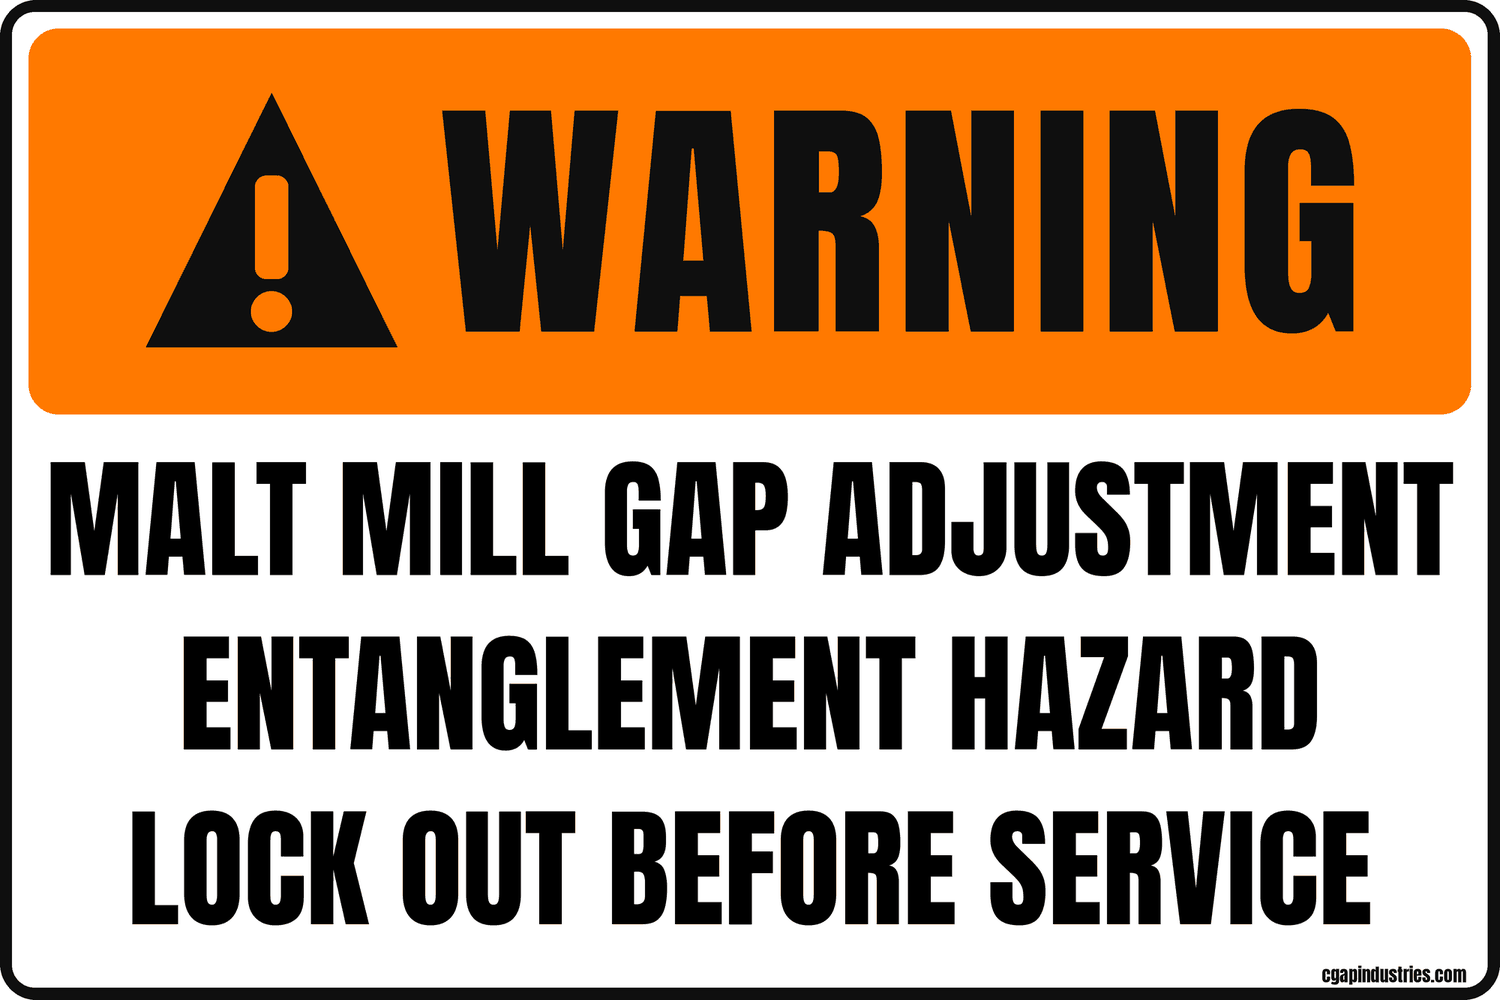 WARNING
MALT MILL GAP ADJUSTMENT
ENTANGLEMENT HAZARD
LOCK OUT BEFORE SERVICE
cgapindustries.com